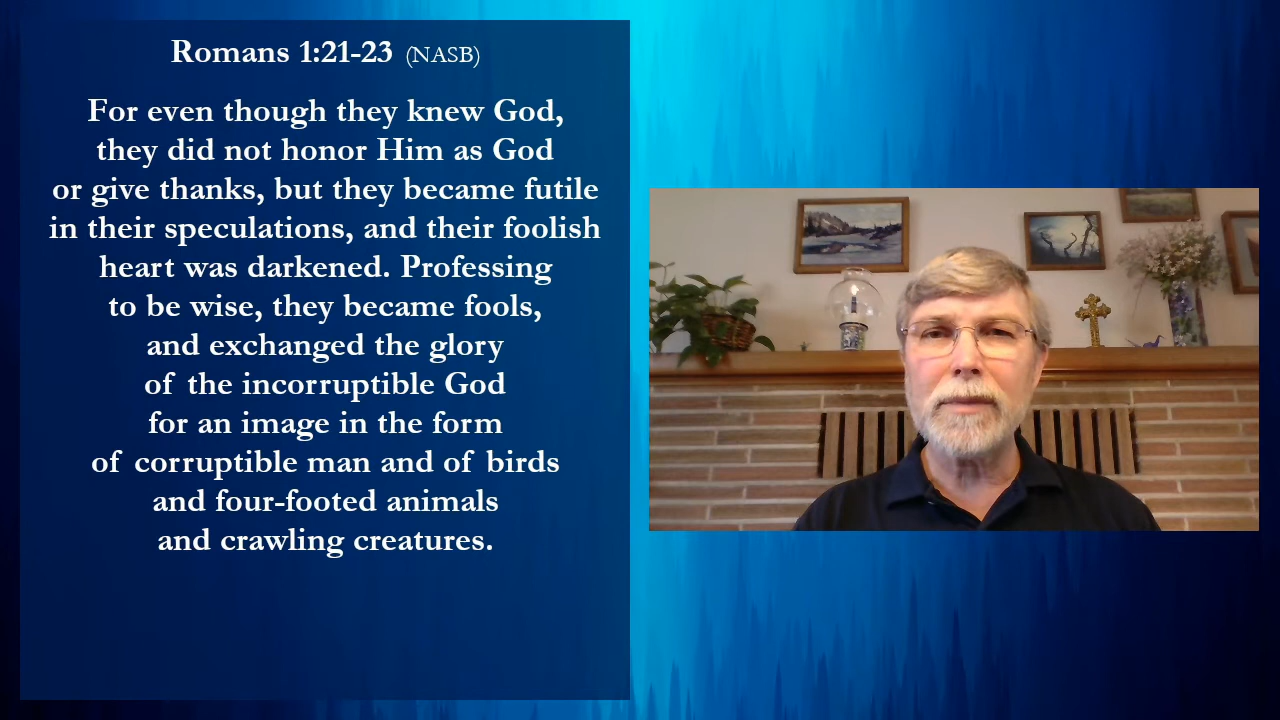 Romans 1:21-23 (NASB)
For even though they knew God,
they did not honor Him as God
or give thanks, but they became futile
in their speculations, and their foolish
heart was darkened. Professing
to be wise, they became fools,
and exchanged the glory
of the incorruptible God
for an image in the form
of corruptible man and of birds
and four-footed animals
and crawling creatures.